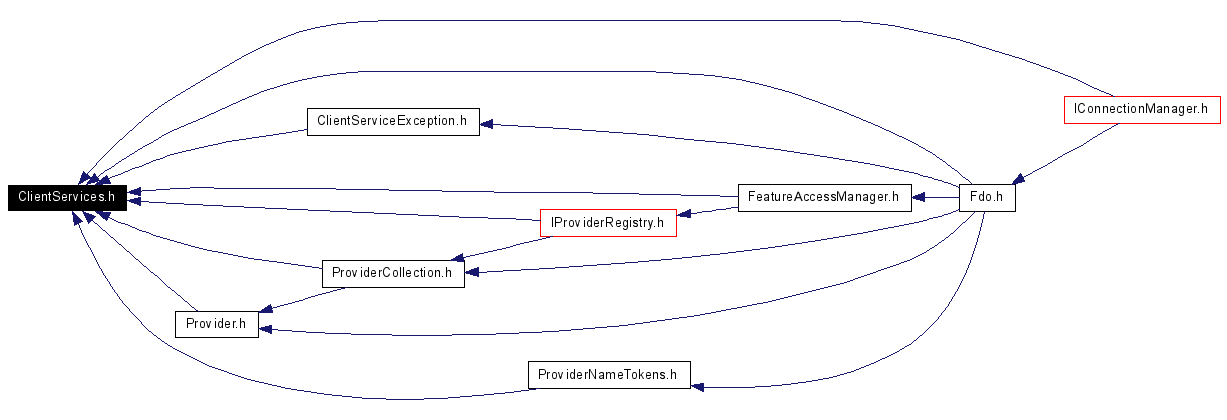 IConnectionManager.h
ClientServiceException.h
ClientServices.h
FeatureAccessManager.h
Fdo.h
IProviderRegistry.h
ProviderCollection.h
Provider.h
ProviderNameTokens.h